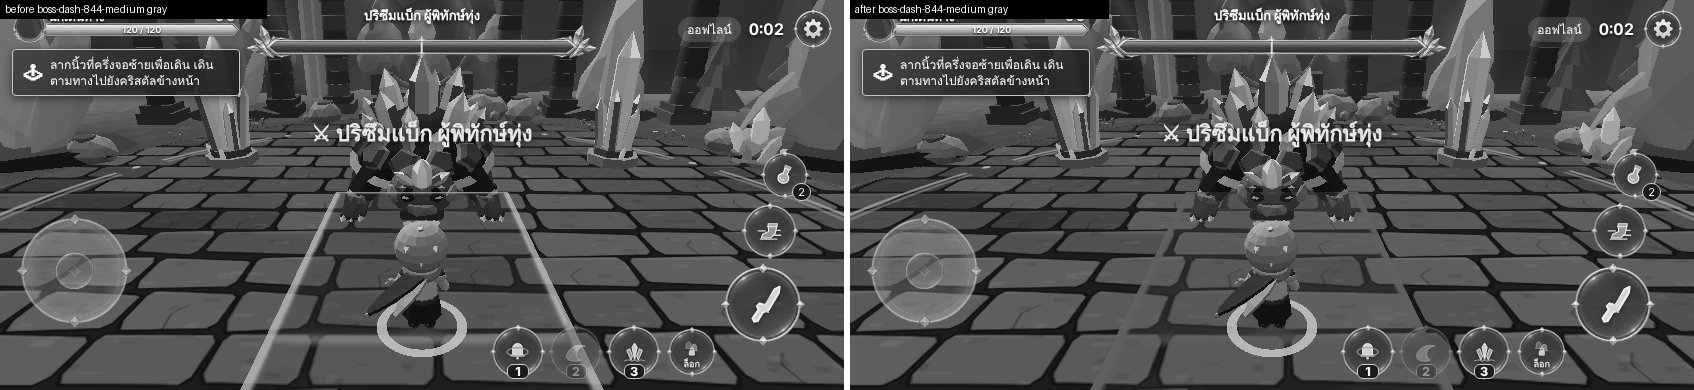 before boss-dash-844-medium gray
ปริซึมแบ็ก ผู้พิทักษ์ทุ่ง
120 / 120
ออฟไลน์ 0:02
ลากนิ้วที่ครึ่งจอซ้ายเพื่อเดิน เดิน
ตามทางไปยังคริสตัลข้างหน้า
⚔ ปริซึมแบ็ก ผู้พิทักษ์ทุ่ง
2
ล็อก
1
2
3
after boss-dash-844-medium gray
ปริซึมแบ็ก ผู้พิทักษ์ทุ่ง
120 / 120
ออฟไลน์ 0:02
ลากนิ้วที่ครึ่งจอซ้ายเพื่อเดิน เดิน
ตามทางไปยังคริสตัลข้างหน้า
⚔ ปริซึมแบ็ก ผู้พิทักษ์ทุ่ง
2
ล็อก
1
2
3